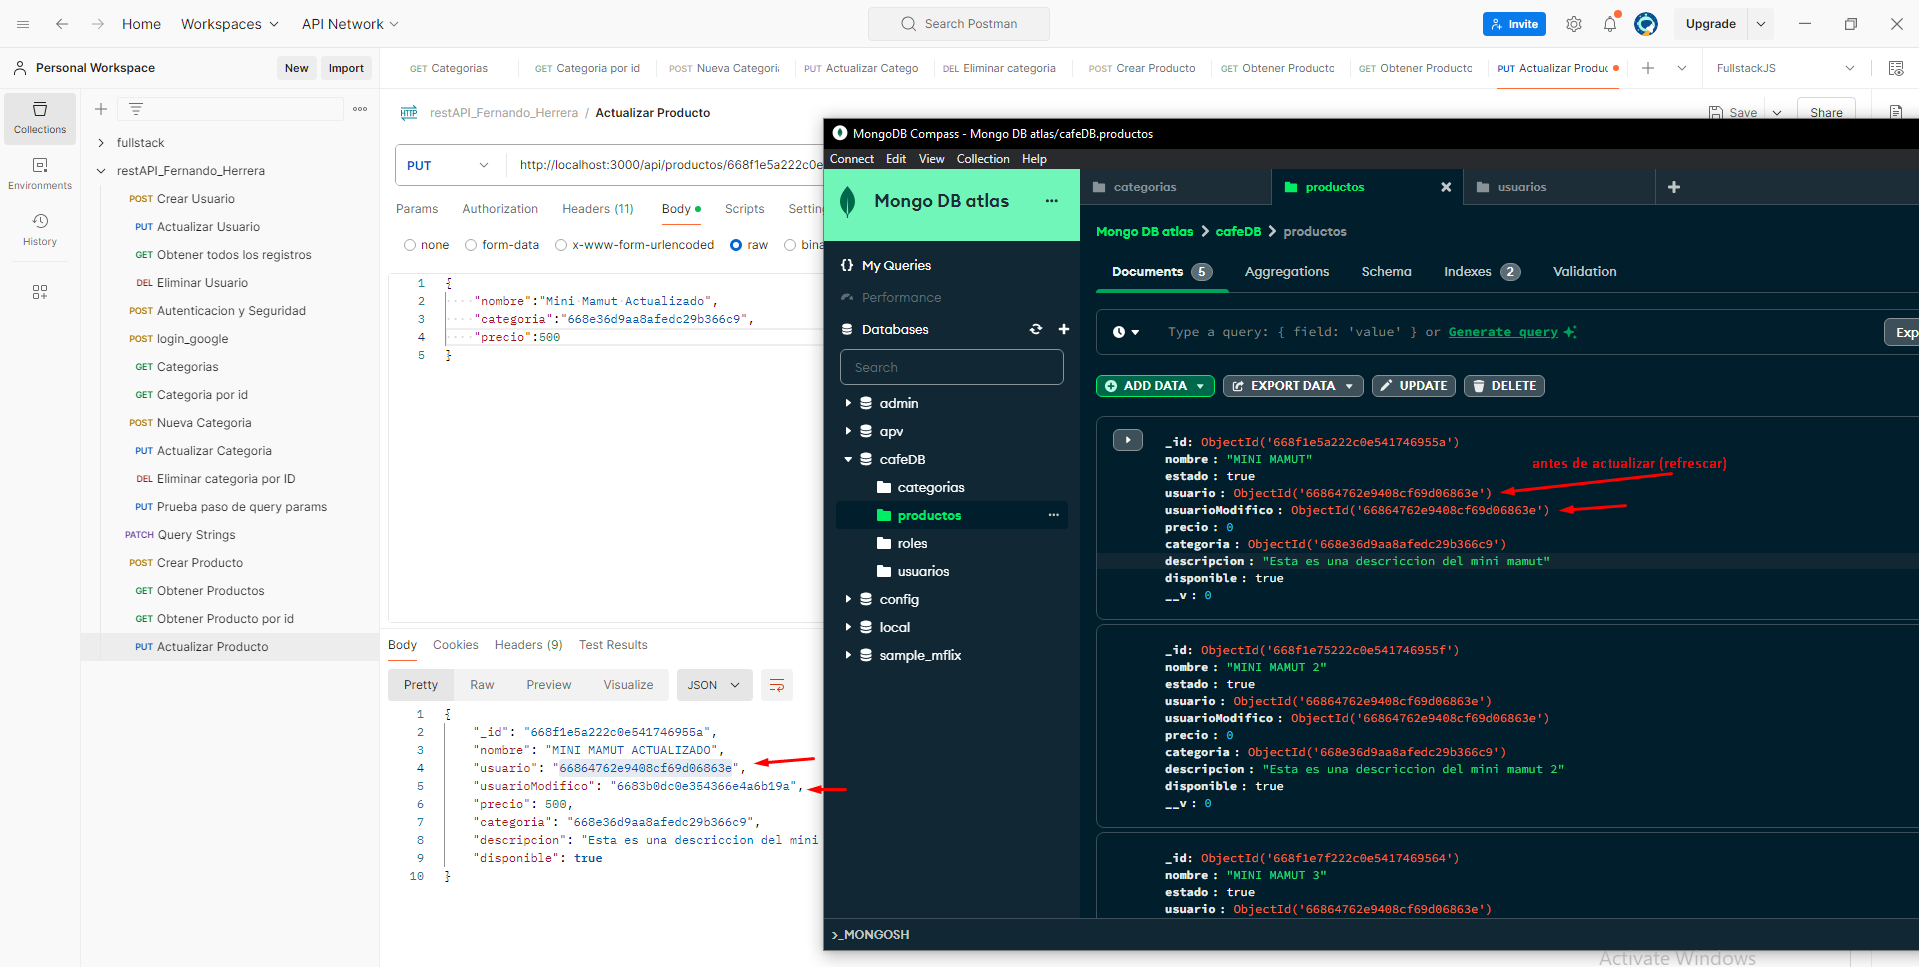 Home
Workspaces
API Network
Search Postman
Invite
Upgrade
Personal Workspace
New
Import
GET Categorias
GET Categoria por id
POST Nueva Categori
PUT Actualizar Catego
DEL Eliminar categoria
POST Crear Producto
GET Obtener Producto
GET Obtener Producto
PUT Actualizar Produc
FullstackJS
Collections
Environments
History
fullstack
restAPI_Fernando_Herrera
POST Crear Usuario
PUT Actualizar Usuario
GET Obtener todos los registros
DEL Eliminar Usuario
POST Autenticacion y Seguridad
POST login_google
GET Categorias
GET Categoria por id
POST Nueva Categoria
PUT Actualizar Categoria
DEL Eliminar categoria por ID
PUT Prueba paso de query params
PATCH Query Strings
POST Crear Producto
GET Obtener Productos
GET Obtener Producto por id
PUT Actualizar Producto
HTTP restAPI_Fernando_Herrera / Actualizar Producto
Save
Share
PUT
http://localhost:3000/api/productos/668f1e5a222c0e
Params
Authorization
Headers (11)
Body
Scripts
Settin
none
form-data
x-www-form-urlencoded
raw
bina
1 {
2 "nombre":"Mini Mamut Actualizado",
3 "categoria":"668e36d9aa8afedc29b366c9",
4 "precio":500
5 }
Body
Cookies
Headers (9)
Test Results
Pretty
Raw
Preview
Visualize
JSON
1 {
2 "_id": "668f1e5a222c0e541746955a",
3 "nombre": "MINI MAMUT ACTUALIZADO",
4 "usuario": "66864762e9408cf69d06863e",
5 "usuarioModifico": "6683b0dc0e354366e4a6b19a",
6 "precio": 500,
7 "categoria": "668e36d9aa8afedc29b366c9",
8 "descripcion": "Esta es una descriccion del mini
9 "disponible": true
10 }
MongoDB Compass - Mongo DB atlas/cafeDB.productos
Connect Edit View Collection Help
Mongo DB atlas
{} My Queries
Performance
Databases
Search
admin
apv
cafeDB
categorias
productos
roles
usuarios
config
local
sample_mflix
categorias
productos
usuarios
Mongo DB atlas > cafeDB > productos
Documents 5
Aggregations
Schema
Indexes 2
Validation
Type a query: { field: 'value' } or Generate query
Exp
ADD DATA
EXPORT DATA
UPDATE
DELETE
_id: ObjectId('668f1e5a222c0e541746955a')
nombre : "MINI MAMUT"
antes de actualizar (refrescar)
estado : true
usuario : ObjectId('66864762e9408cf69d06863e')
usuarioModifico : ObjectId('66864762e9408cf69d06863e')
precio : 0
categoria : ObjectId('668e36d9aa8afedc29b366c9')
descripcion : "Esta es una descriccion del mini mamut"
disponible : true
__v : 0
_id: ObjectId('668f1e75222c0e541746955f')
nombre : "MINI MAMUT 2"
estado : true
usuario : ObjectId('66864762e9408cf69d06863e')
usuarioModifico : ObjectId('66864762e9408cf69d06863e')
precio : 0
categoria : ObjectId('668e36d9aa8afedc29b366c9')
descripcion : "Esta es una descriccion del mini mamut 2"
disponible : true
__v : 0
_id: ObjectId('668f1e7f222c0e5417469564')
nombre : "MINI MAMUT 3"
estado : true
usuario : ObjectId('66864762e9408cf69d06863e')
>_MONGOSH
Activate Windows